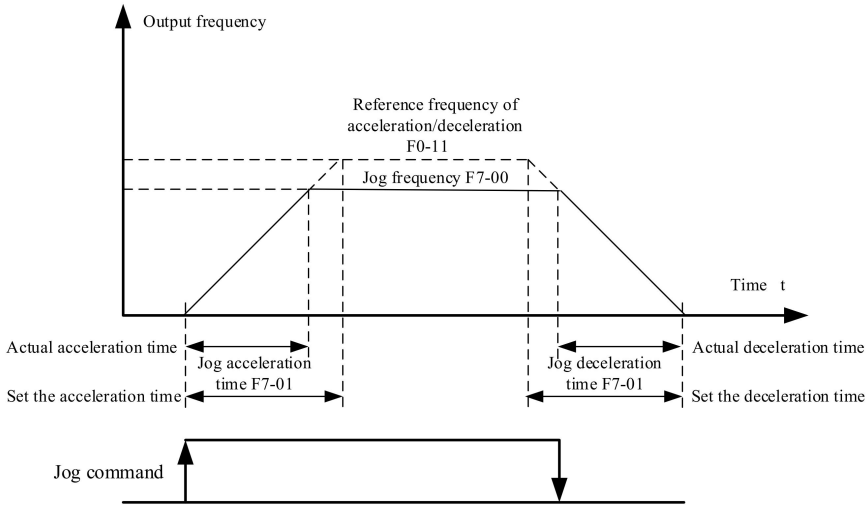 Output frequency
Reference frequency of
acceleration/deceleration
F0-11
Jog frequency F7-00
Time t
Actual acceleration time
Jog acceleration
time F7-01
Jog deceleration
time F7-01
Actual deceleration time
Set the acceleration time
Set the deceleration time
Jog command